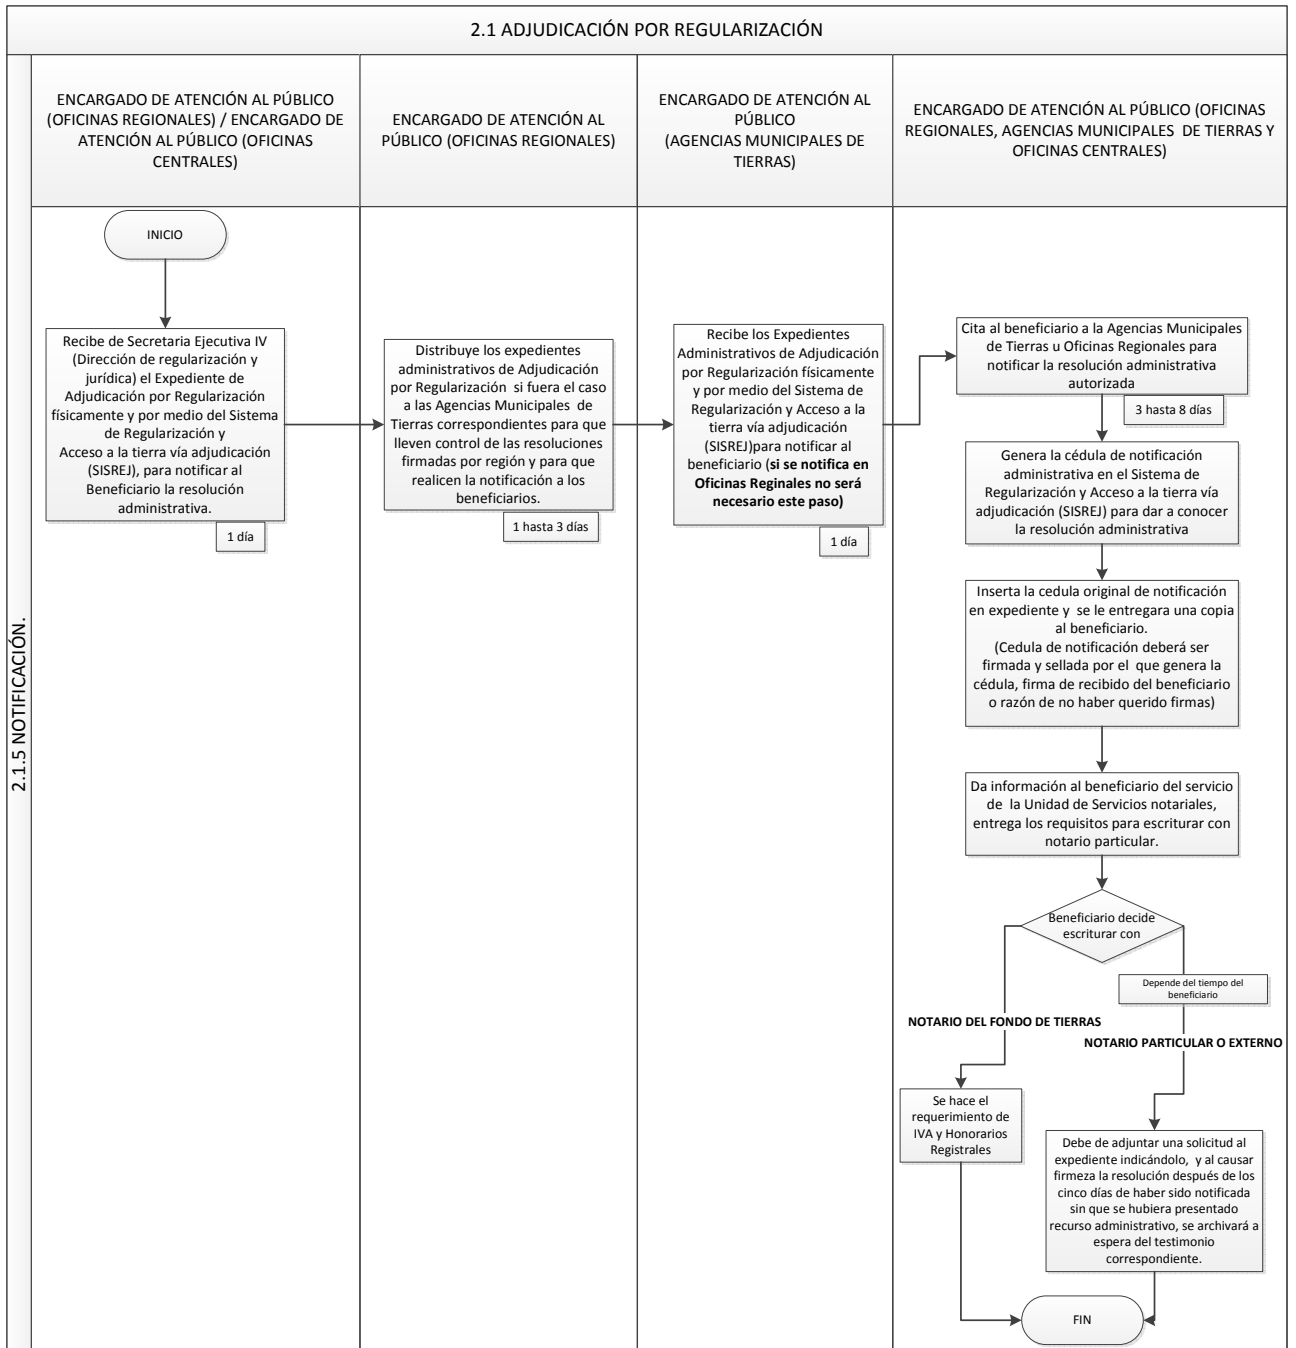 2.1 ADJUDICACIÓN POR REGULARIZACIÓN
2.1.5 NOTIFICACIÓN.
ENCARGADO DE ATENCIÓN AL PÚBLICO
(OFICINAS REGIONALES) / ENCARGADO DE
ATENCIÓN AL PÚBLICO (OFICINAS
CENTRALES)
ENCARGADO DE ATENCIÓN AL
PÚBLICO (OFICINAS REGIONALES)
ENCARGADO DE ATENCIÓN AL
PÚBLICO
(AGENCIAS MUNICIPALES DE
TIERRAS)
ENCARGADO DE ATENCIÓN AL PÚBLICO (OFICINAS
REGIONALES, AGENCIAS MUNICIPALES DE TIERRAS Y
OFICINAS CENTRALES)
INICIO
Recibe de Secretaria Ejecutiva IV
(Dirección de regularización y
jurídica) el Expediente de
Adjudicación por Regularización
físicamente y por medio del Sistema
de Regularización y
Acceso a la tierra vía adjudicación
(SISREJ), para notificar al
Beneficiario la resolución
administrativa.
1 día
Distribuye los expedientes
administrativos de Adjudicación
por Regularización si fuera el caso
a las Agencias Municipales de
Tierras correspondientes para que
lleven control de las resoluciones
firmadas por región y para que
realicen la notificación a los
beneficiarios.
1 hasta 3 días
Recibe los Expedientes
Administrativos de Adjudicación
por Regularización físicamente
y por medio del Sistema de
Regularización y Acceso a la
tierra vía adjudicación
(SISREJ)para notificar al
beneficiario (si se notifica en
Oficinas Reginales no será
necesario este paso)
1 día
Cita al beneficiario a la Agencias Municipales
de Tierras u Oficinas Regionales para
notificar la resolución administrativa
autorizada
3 hasta 8 días
Genera la cédula de notificación
administrativa en el Sistema de
Regularización y Acceso a la tierra vía
adjudicación (SISREJ) para dar a conocer
la resolución administrativa
Inserta la cedula original de notificación
en expediente y se le entregara una copia
al beneficiario.
(Cedula de notificación deberá ser
firmada y sellada por el que genera la
cédula, firma de recibido del beneficiario
o razón de no haber querido firmas)
Da información al beneficiario del servicio
de la Unidad de Servicios notariales,
entrega los requisitos para escriturar con
notario particular.
Beneficiario decide
escriturar con
Depende del tiempo del
beneficiario
NOTARIO DEL FONDO DE TIERRAS
NOTARIO PARTICULAR O EXTERNO
Se hace el
requerimiento de
IVA y Honorarios
Registrales
Debe de adjuntar una solicitud al
expediente indicándolo, y al causar
firmeza la resolución después de los
cinco días de haber sido notificada
sin que se hubiera presentado
recurso administrativo, se archivará a
espera del testimonio
correspondiente.
FIN